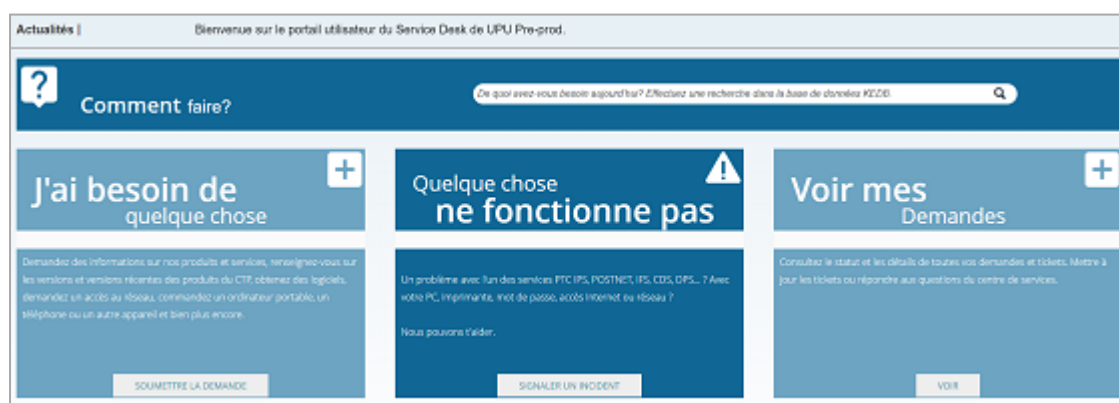 Actualités |
Bienvenue sur le portail utilisateur du Service Desk de UPU Pre-prod.
?
Comment faire?
De quoi avez-vous besoin aujourd'hui? Effectuez une recherche dans la base de données KEDB.
J'ai besoin de
quelque chose
Demandez des informations sur nos produits et services, renseignez-vous sur
les versions et versions récentes des produits du CTP, obtenez des logiciels,
demandez un accès au réseau, commandez un ordinateur portable, un
téléphone ou un autre appareil et bien plus encore.
SOUMETTRE LA DEMANDE
Quelque chose
ne fonctionne pas
Un problème avec l'un des services PTC IPS, POSTNET, IFS, CDS, DPS... ? Avec
votre PC, imprimante, mot de passe, accès Internet ou réseau ?
Nous pouvons t'aider.
SIGNALER UN INCIDENT
Voir mes
Demandes
Consultez le statut et les détails de toutes vos demandes et tickets. Mettre à
jour les tickets ou répondre aux questions du centre de services.
VOIR